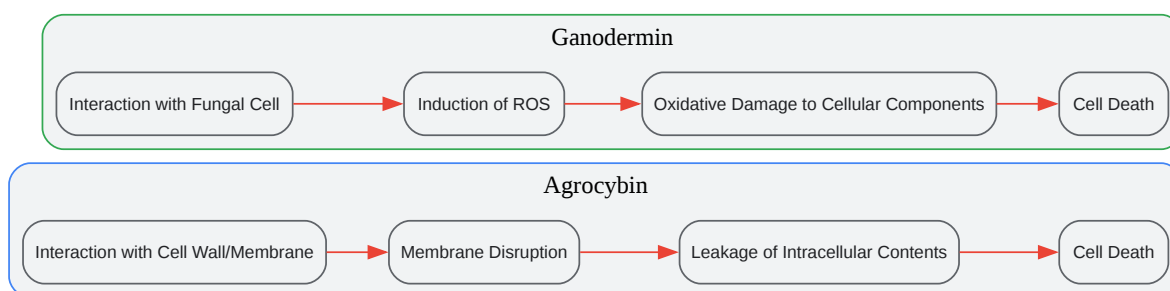 Ganodermin
Interaction with Fungal Cell
Induction of ROS
Oxidative Damage to Cellular Components
Cell Death
Agrocybin
Interaction with Cell Wall/Membrane
Membrane Disruption
Leakage of Intracellular Contents
Cell Death